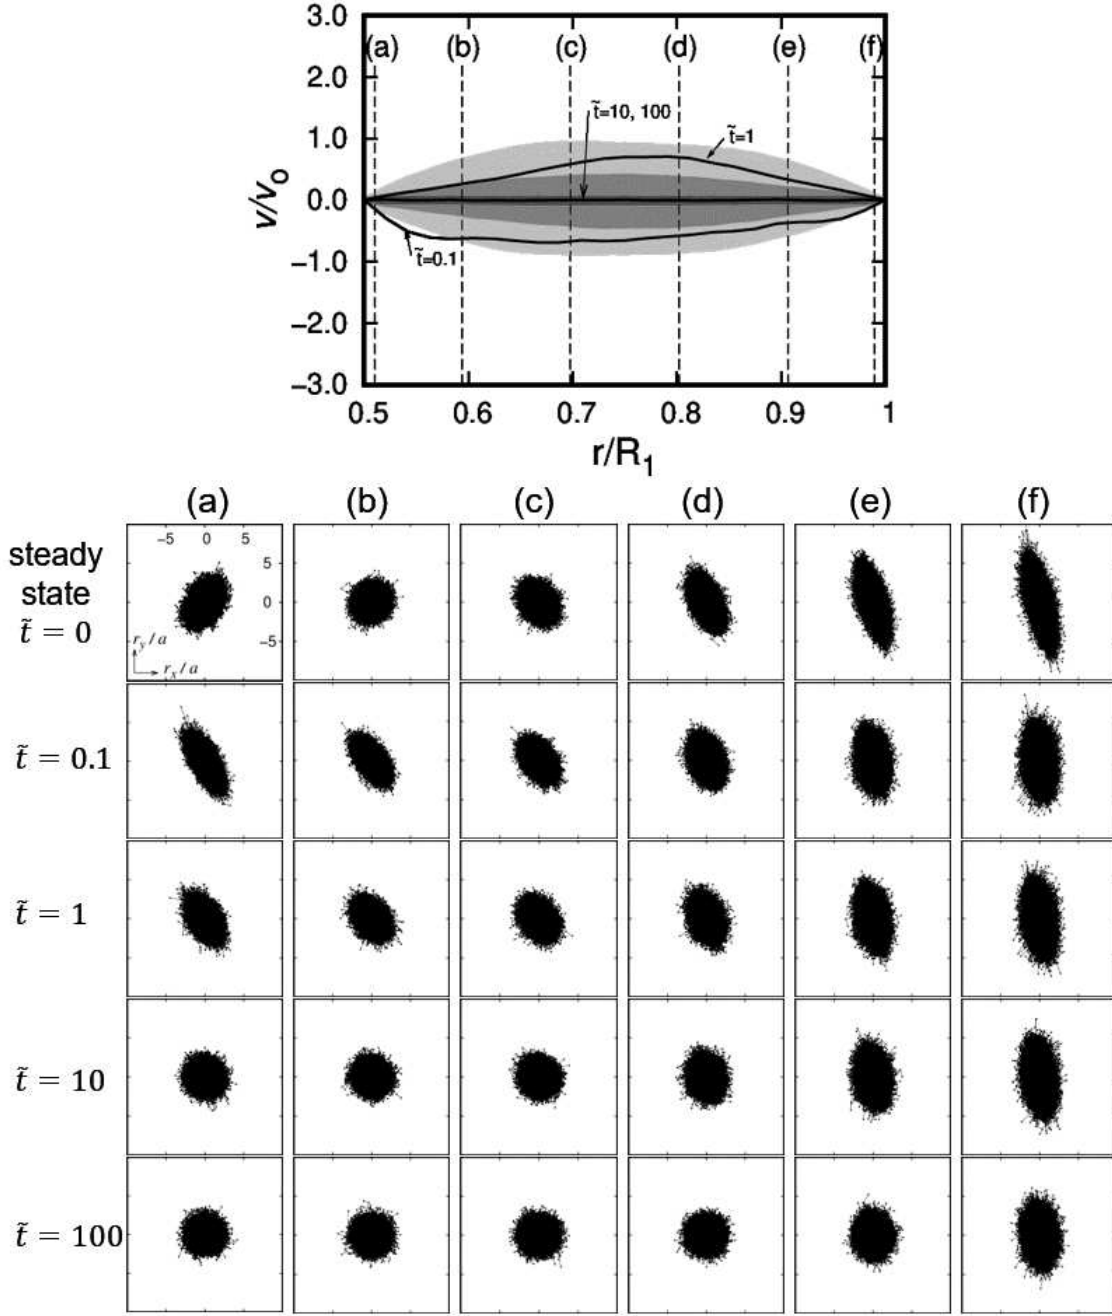 3.0
(a) (b) (c) (d) (e) (f)
2.0
t̃=10, 100
1.0
t̃=1
0.0
v/v₀
t̃=0.1
−1.0
−2.0
−3.0
0.5 0.6 0.7 0.8 0.9 1
r/R₁
(a) (b) (c) (d) (e) (f)
−5 0 5
steady
state
t̃ = 0
5
0
−5
r_y/a
r_x/a
t̃ = 0.1
t̃ = 1
t̃ = 10
t̃ = 100